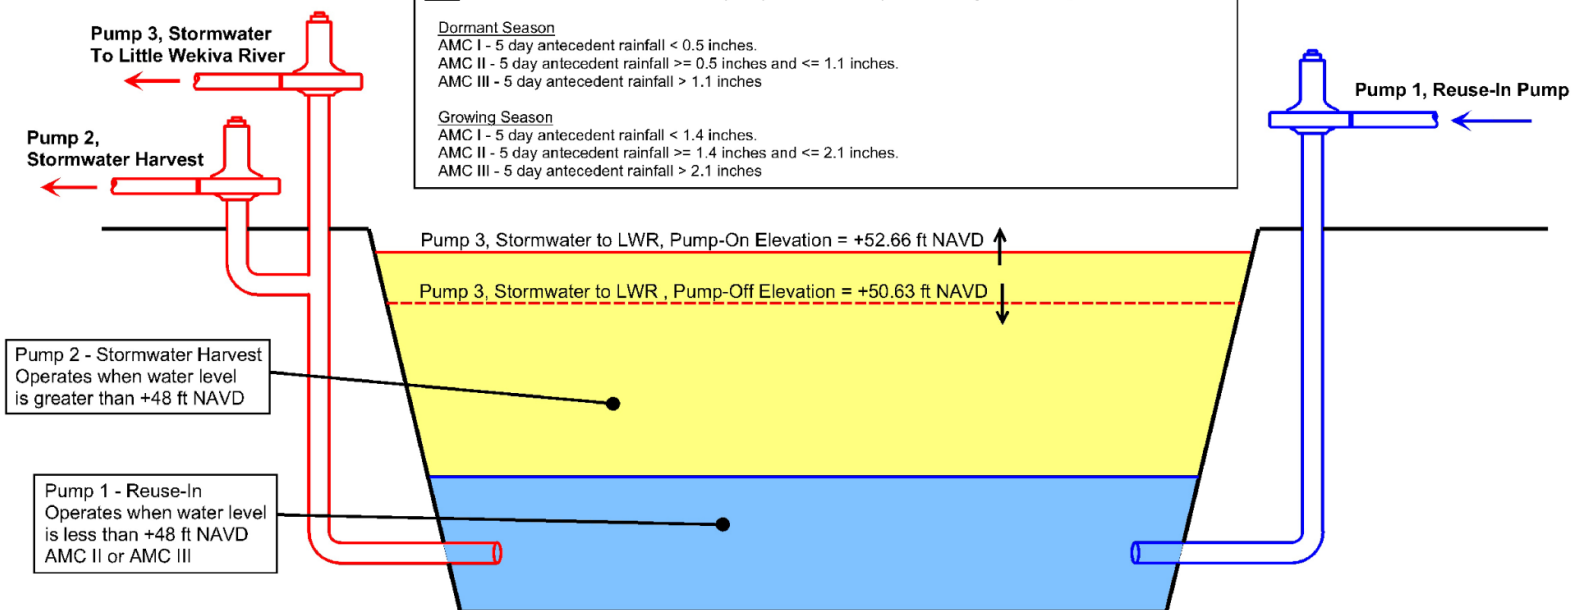 Pump 3, Stormwater
To Little Wekiva River
Pump 2,
Stormwater Harvest
Dormant Season
AMC I - 5 day antecedent rainfall < 0.5 inches.
AMC II - 5 day antecedent rainfall >= 0.5 inches and <= 1.1 inches.
AMC III - 5 day antecedent rainfall > 1.1 inches
Growing Season
AMC I - 5 day antecedent rainfall < 1.4 inches.
AMC II - 5 day antecedent rainfall >= 1.4 inches and <= 2.1 inches.
AMC III - 5 day antecedent rainfall > 2.1 inches
Pump 1, Reuse-In Pump
Pump 3, Stormwater to LWR, Pump-On Elevation = +52.66 ft NAVD
Pump 3, Stormwater to LWR , Pump-Off Elevation = +50.63 ft NAVD
Pump 2 - Stormwater Harvest
Operates when water level
is greater than +48 ft NAVD
Pump 1 - Reuse-In
Operates when water level
is less than +48 ft NAVD
AMC II or AMC III